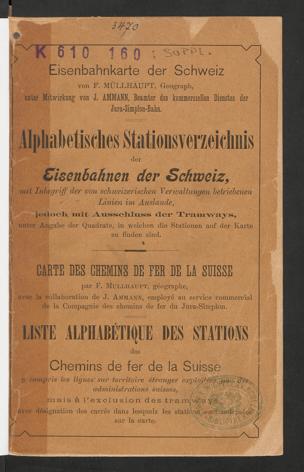 3420
K 610 160 : SUPPL.
Eisenbahnkarte der Schweiz
von F. MÜLLHAUPT, Geograph,
unter Mitwirkung von J. AMMANN, Beamter des kommerziellen Dienstes der
Jura-Simplon-Bahn.
Alphabetisches Stationsverzeichnis
der
Eisenbahnen der Schweiz,
mit Inbegriff der von schweizerischen Verwaltungen betriebenen
Linien im Auslande,
jedoch mit Ausschluss der Tramways,
unter Angabe der Quadrate, in welchen die Stationen auf der Karte
zu finden sind.
CARTE DES CHEMINS DE FER DE LA SUISSE
par F. MULLHAUPT, géographe,
avec la collaboration de J. AMMANN, employé au service commercial
de la Compagnie des chemins de fer du Jura-Simplon.
LISTE ALPHABÉTIQUE DES STATIONS
des
Chemins de fer de la Suisse
y compris les lignes sur territoire étranger exploitées par des
administrations suisses,
mais à l'exclusion des tramways,
avec désignation des carrés dans lesquels les stations
sur la carte.